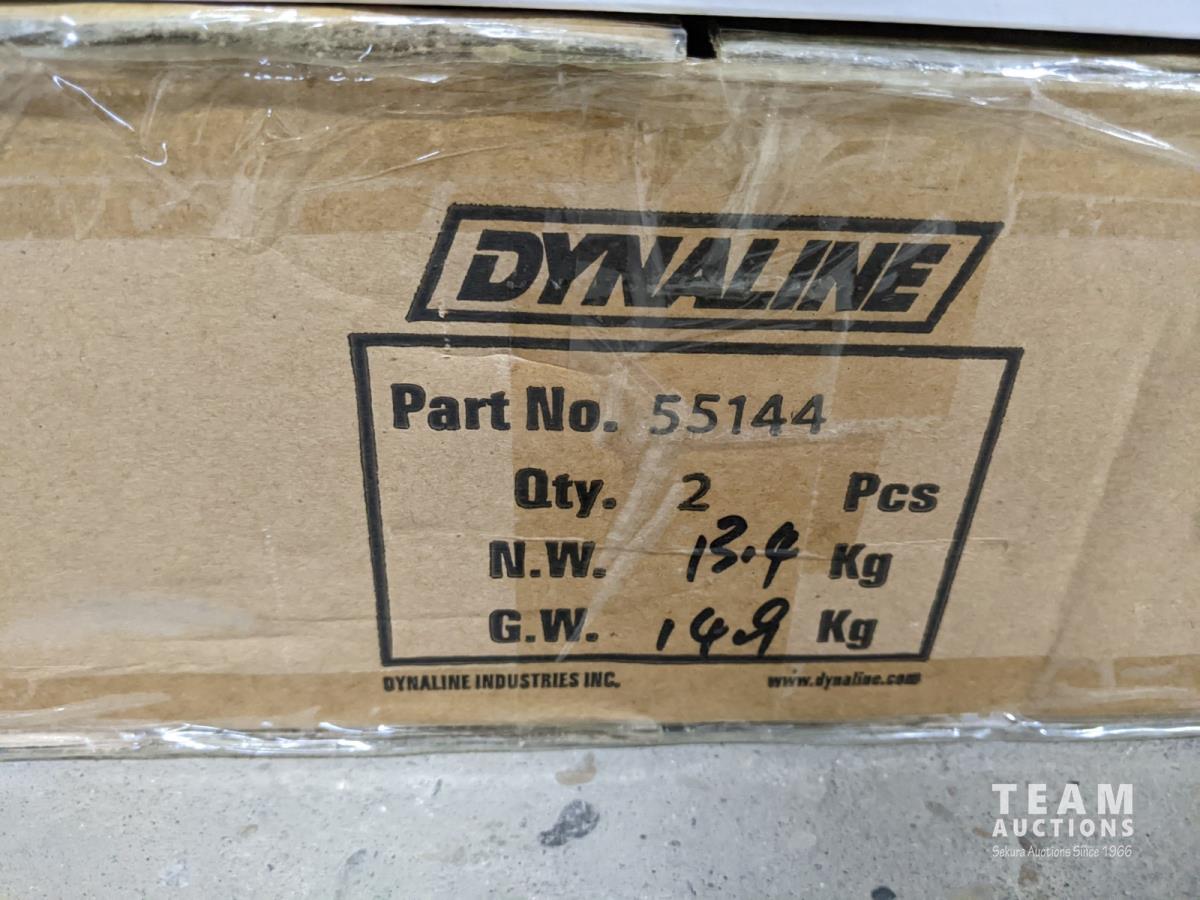 DYNALINE
Part No. 55144
Qty. 2 Pcs
N.W. 13.4 Kg
G.W. 14.9 Kg
DYNALINE INDUSTRIES INC. www.dynaline.com
TEAM
AUCTIONS
Sekura Auctions Since 1966